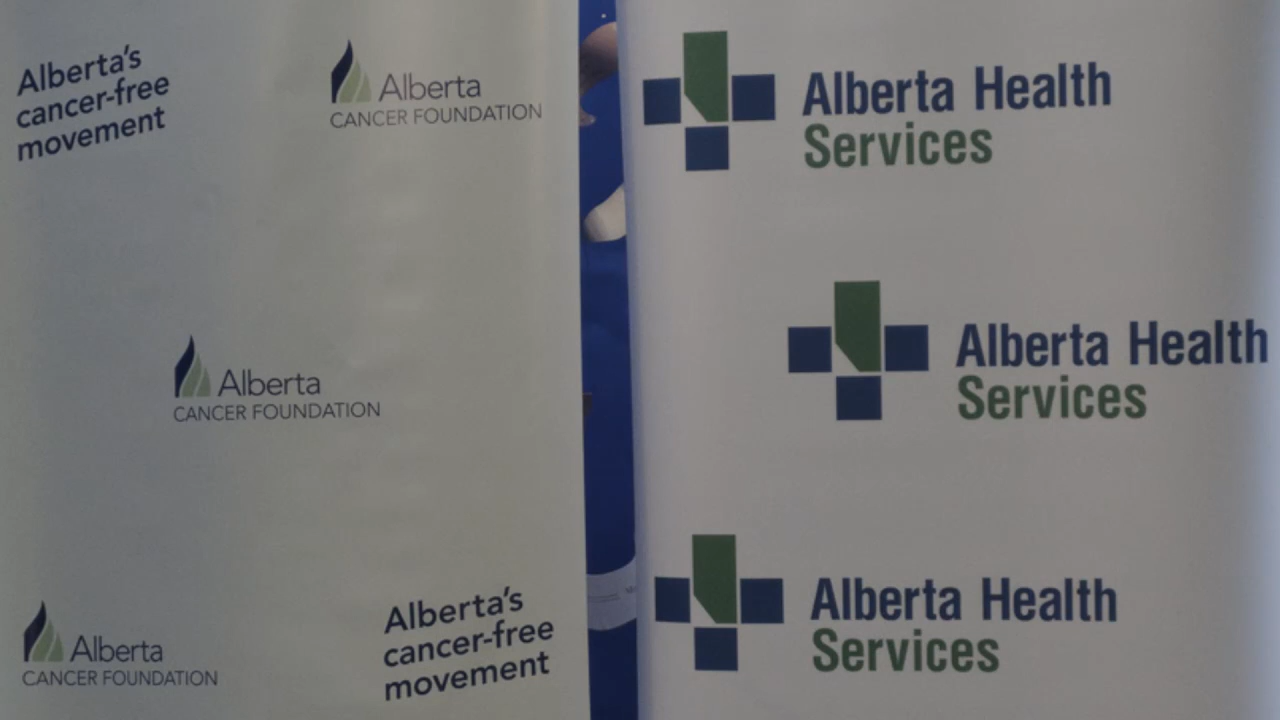 Alberta's
cancer-free
movement
Alberta
CANCER FOUNDATION
Alberta
CANCER FOUNDATION
Alberta
CANCER FOUNDATION
Alberta's
cancer-free
movement
Alberta Health
Services
Alberta Health
Services
Alberta Health
Services